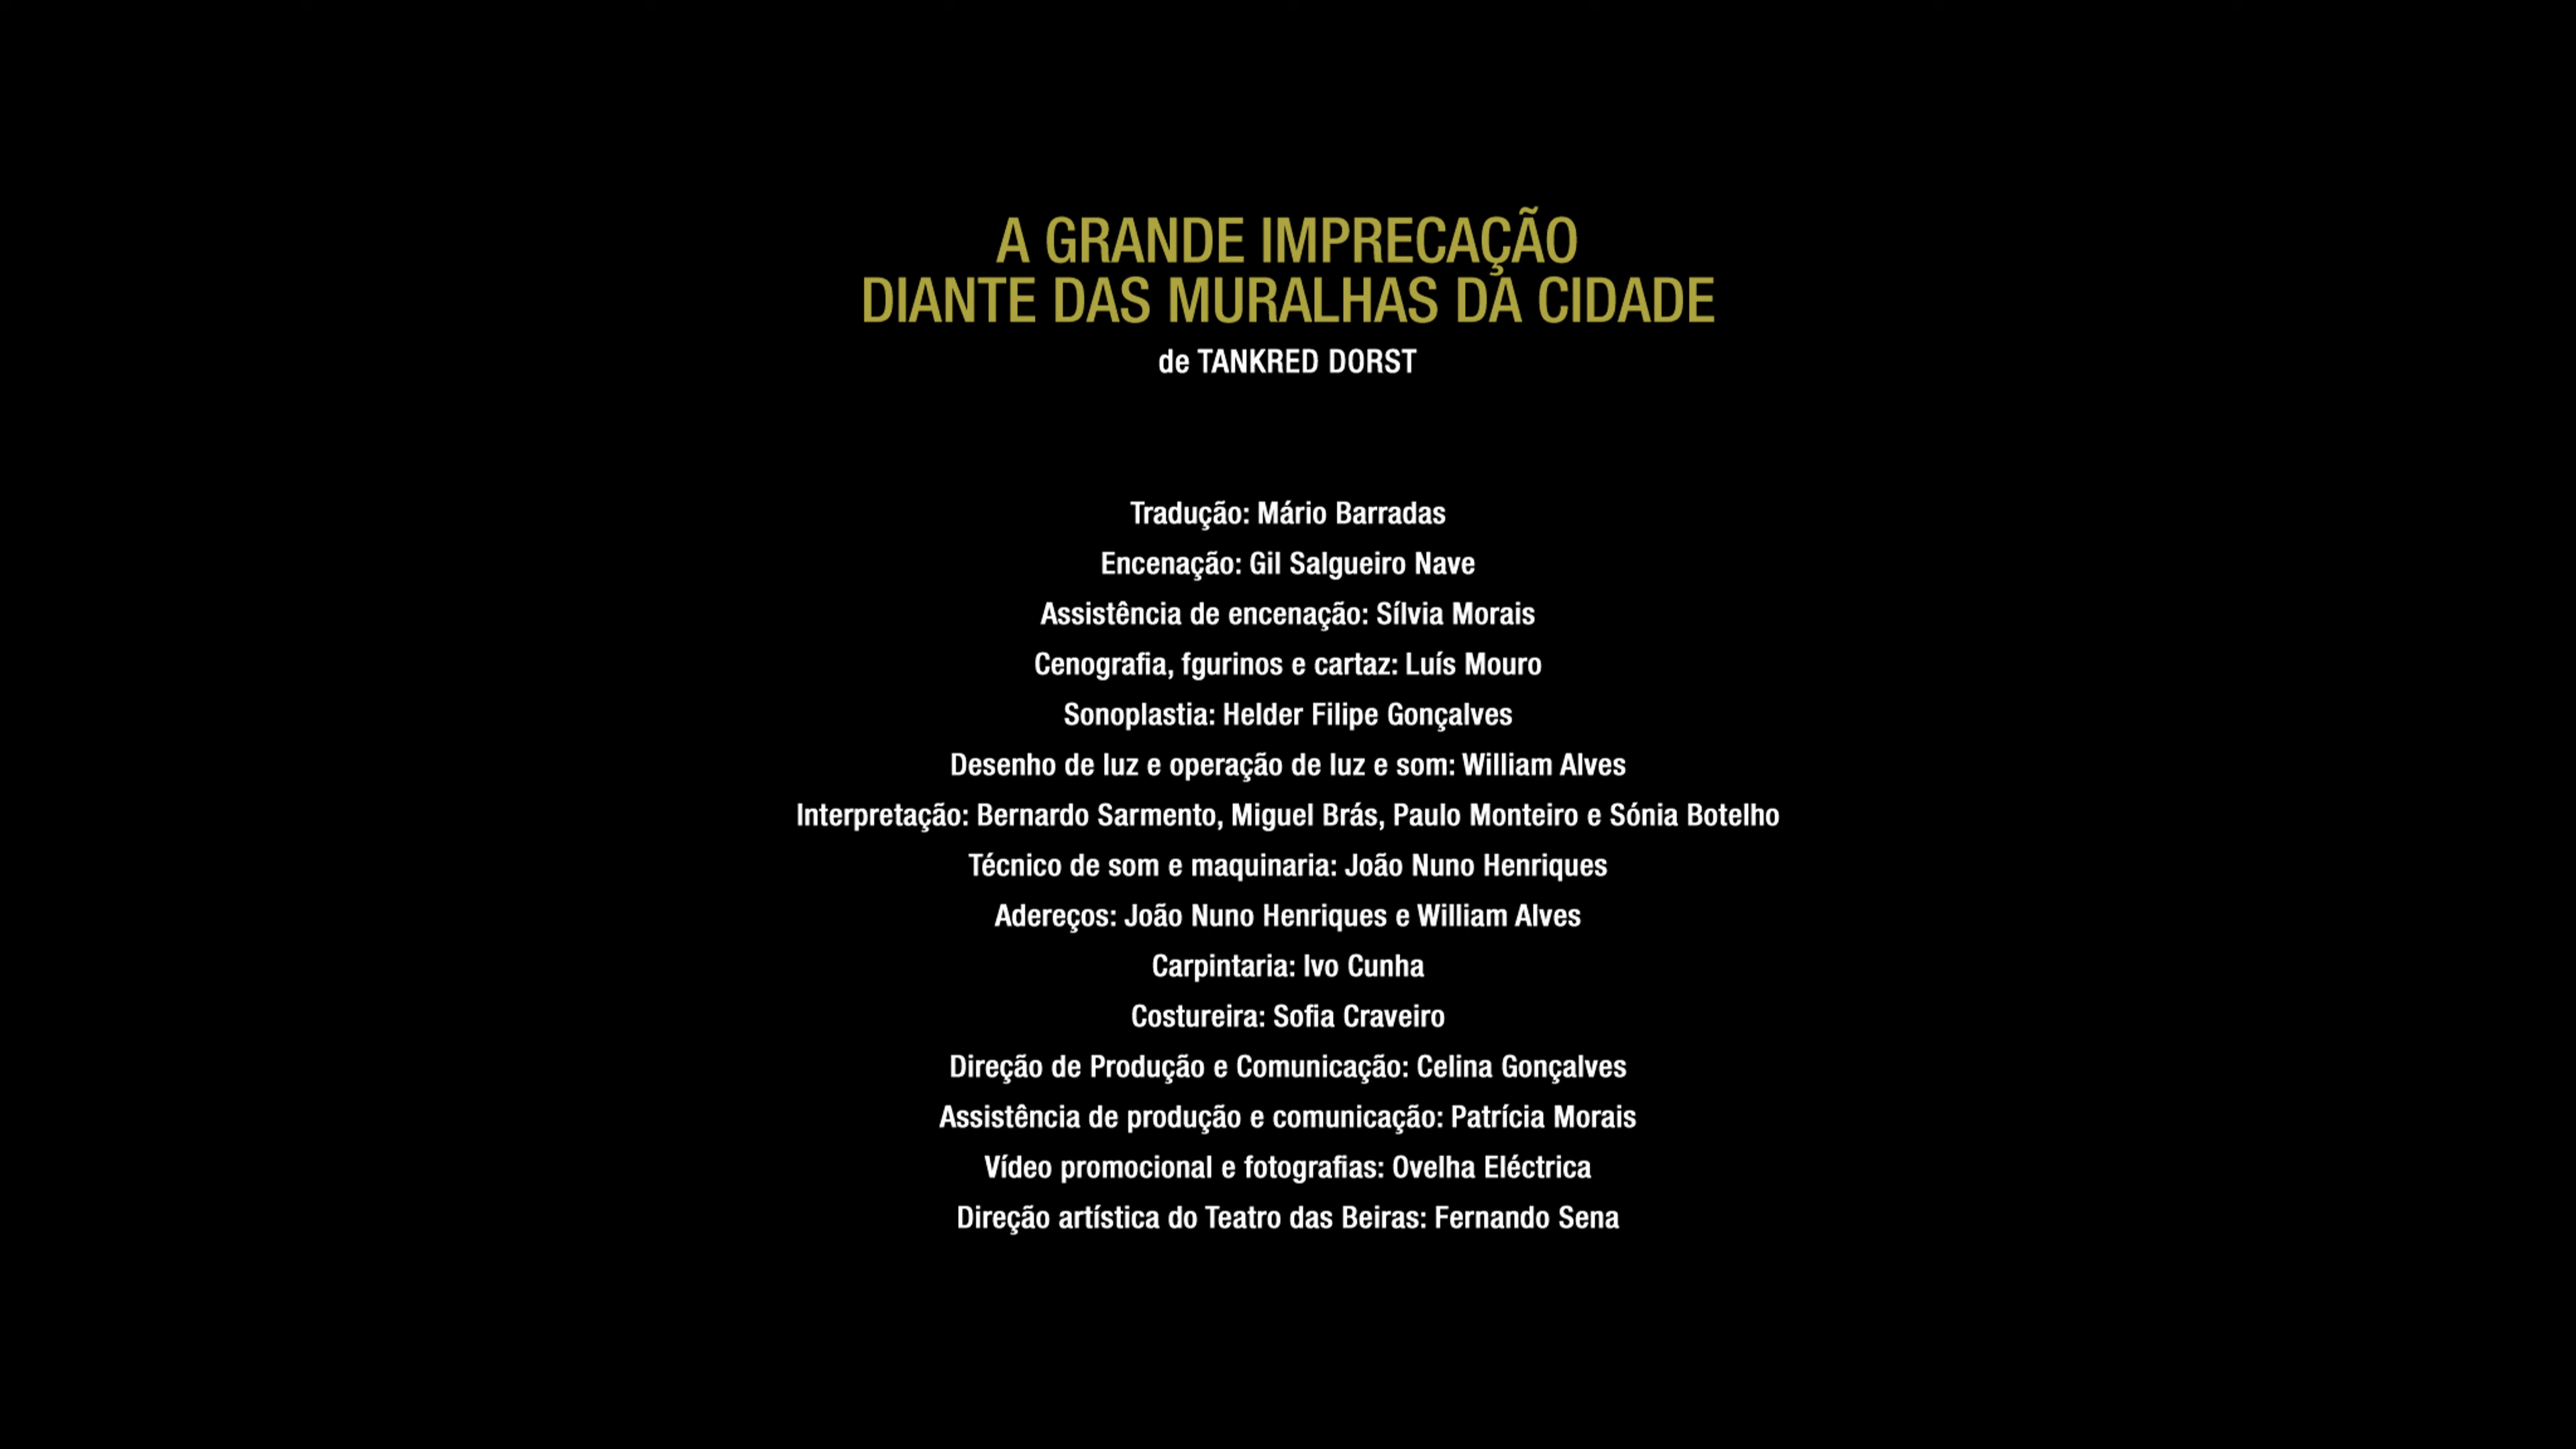 A GRANDE IMPRECAÇÃO
DIANTE DAS MURALHAS DA CIDADE
de TANKRED DORST
Tradução: Mário Barradas
Encenação: Gil Salgueiro Nave
Assistência de encenação: Sílvia Morais
Cenografia, fgurinos e cartaz: Luís Mouro
Sonoplastia: Helder Filipe Gonçalves
Desenho de luz e operação de luz e som: William Alves
Interpretação: Bernardo Sarmento, Miguel Brás, Paulo Monteiro e Sónia Botelho
Técnico de som e maquinaria: João Nuno Henriques
Adereços: João Nuno Henriques e William Alves
Carpintaria: Ivo Cunha
Costureira: Sofia Craveiro
Direção de Produção e Comunicação: Celina Gonçalves
Assistência de produção e comunicação: Patrícia Morais
Vídeo promocional e fotografias: Ovelha Eléctrica
Direção artística do Teatro das Beiras: Fernando Sena